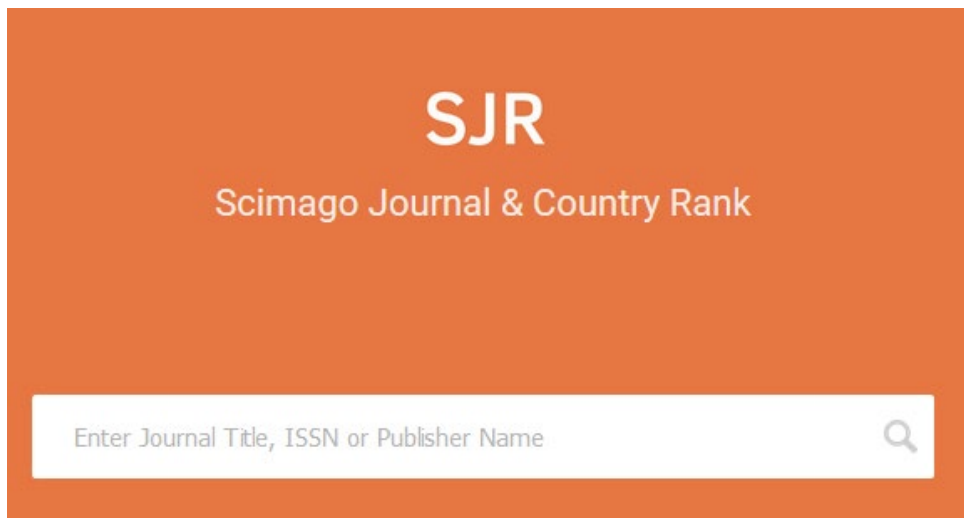 SJR
Scimago Journal & Country Rank
Enter Journal Title, ISSN or Publisher Name